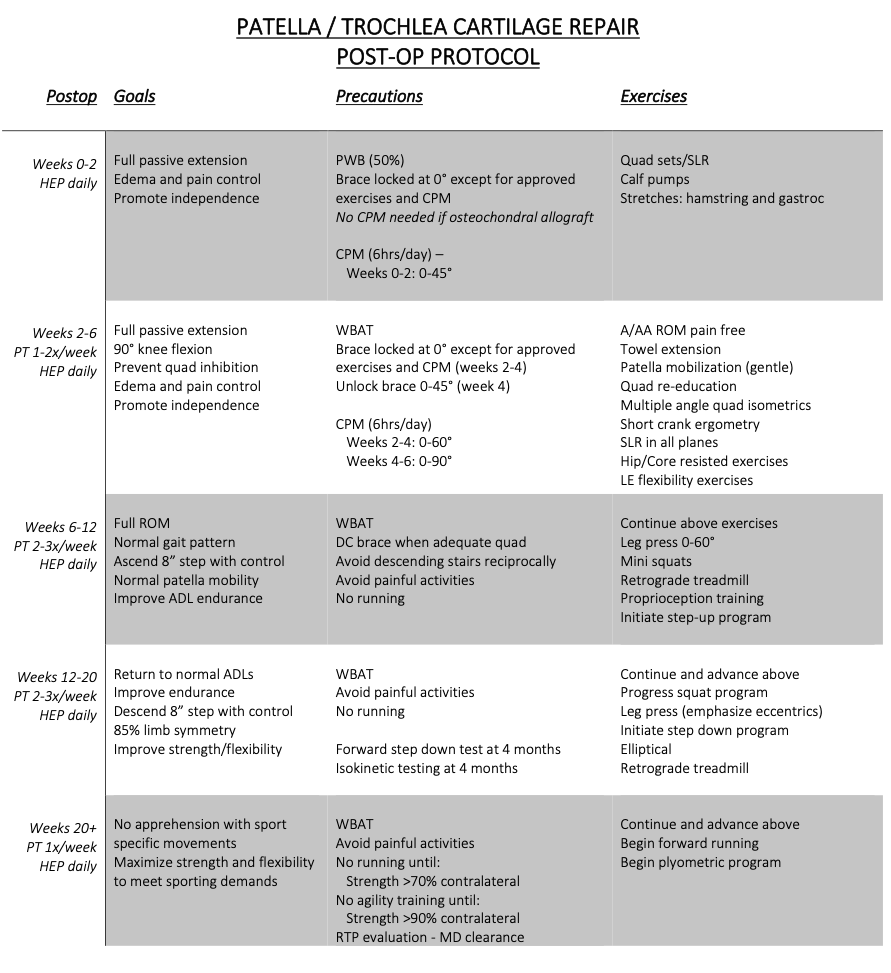 PATELLA / TROCHLEA CARTILAGE REPAIR
POST-OP PROTOCOL
Postop
Goals
Precautions
Exercises
Weeks 0-2
HEP daily
Full passive extension
Edema and pain control
Promote independence
PWB (50%)
Brace locked at 0° except for approved
exercises and CPM
No CPM needed if osteochondral allograft
CPM (6hrs/day) –
Weeks 0-2: 0-45°
Quad sets/SLR
Calf pumps
Stretches: hamstring and gastroc
Weeks 2-6
PT 1-2x/week
HEP daily
Full passive extension
90° knee flexion
Prevent quad inhibition
Edema and pain control
Promote independence
WBAT
Brace locked at 0° except for approved
exercises and CPM (weeks 2-4)
Unlock brace 0-45° (week 4)
CPM (6hrs/day)
Weeks 2-4: 0-60°
Weeks 4-6: 0-90°
A/AA ROM pain free
Towel extension
Patella mobilization (gentle)
Quad re-education
Multiple angle quad isometrics
Short crank ergometry
SLR in all planes
Hip/Core resisted exercises
LE flexibility exercises
Weeks 6-12
PT 2-3x/week
HEP daily
Full ROM
Normal gait pattern
Ascend 8” step with control
Normal patella mobility
Improve ADL endurance
WBAT
DC brace when adequate quad
Avoid descending stairs reciprocally
Avoid painful activities
No running
Continue above exercises
Leg press 0-60°
Mini squats
Retrograde treadmill
Proprioception training
Initiate step-up program
Weeks 12-20
PT 2-3x/week
HEP daily
Return to normal ADLs
Improve endurance
Descend 8” step with control
85% limb symmetry
Improve strength/flexibility
WBAT
Avoid painful activities
No running
Forward step down test at 4 months
Isokinetic testing at 4 months
Continue and advance above
Progress squat program
Leg press (emphasize eccentrics)
Initiate step down program
Elliptical
Retrograde treadmill
Weeks 20+
PT 1x/week
HEP daily
No apprehension with sport
specific movements
Maximize strength and flexibility
to meet sporting demands
WBAT
Avoid painful activities
No running until:
Strength >70% contralateral
No agility training until:
Strength >90% contralateral
RTP evaluation - MD clearance
Continue and advance above
Begin forward running
Begin plyometric program